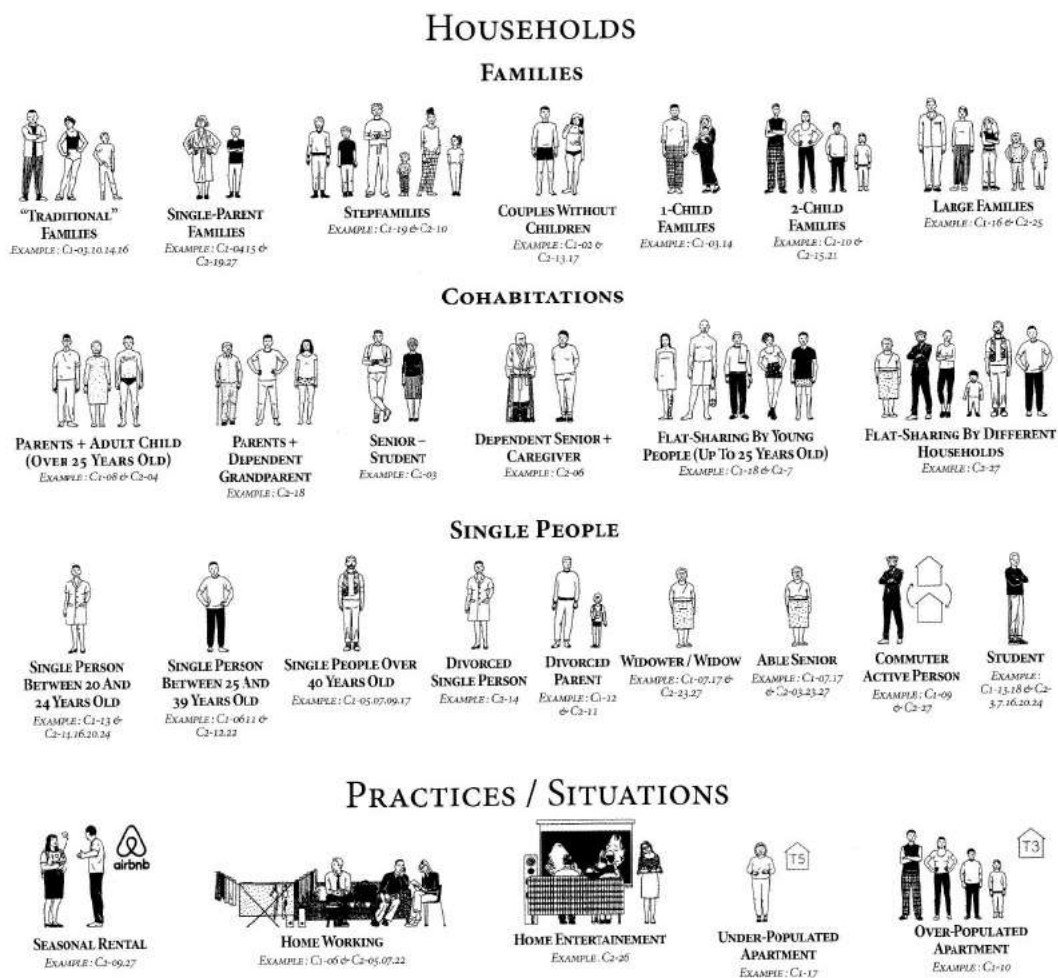 HOUSEHOLDS
FAMILIES
"TRADITIONAL"
FAMILIES
EXAMPLE : C1-03.10.14.16
SINGLE-PARENT
FAMILIES
EXAMPLE : C1-0415 &
C2-19.27
STEPFAMILIES
EXAMPLE : C1-19 & C2-10
COUPLES WITHOUT
CHILDREN
EXAMPLE : C1-02 &
C2-13.17
1-CHILD
FAMILIES
EXAMPLE : C1-03.14
2-CHILD
FAMILIES
EXAMPLE : C1-10 &
C2-15.21
LARGE FAMILIES
EXAMPLE : C1-16 & C2-25
COHABITATIONS
PARENTS + ADULT CHILD
(OVER 25 YEARS OLD)
EXAMPLE : C1-08 & C2-04
PARENTS +
DEPENDENT
GRANDPARENT
EXAMPLE : C2-18
SENIOR –
STUDENT
EXAMPLE : C2-03
DEPENDENT SENIOR +
CAREGIVER
EXAMPLE : C2-06
FLAT-SHARING BY YOUNG
PEOPLE (UP TO 25 YEARS OLD)
EXAMPLE : C1-18 & C2-7
FLAT-SHARING BY DIFFERENT
HOUSEHOLDS
EXAMPLE : C2-27
SINGLE PEOPLE
SINGLE PERSON
BETWEEN 20 AND
24 YEARS OLD
EXAMPLE : C1-13 &
C2-14.16.20.24
SINGLE PERSON
BETWEEN 25 AND
39 YEARS OLD
EXAMPLE : C1-0611 &
C2-12.22
SINGLE PEOPLE OVER
40 YEARS OLD
EXAMPLE : C1-05.07.09.17
DIVORCED
SINGLE PERSON
EXAMPLE : C2-14
DIVORCED
PARENT
EXAMPLE : C1-12
& C2-11
WIDOWER / WIDOW
EXAMPLE : C1-07.17 &
C2-23.27
ABLE SENIOR
EXAMPLE : C1-07.17
& C2-03.23.27
COMMUTER
ACTIVE PERSON
EXAMPLE : C1-09
& C2-27
STUDENT
EXAMPLE :
C1-13.18 & C2-
3.7.16.20.24
PRACTICES / SITUATIONS
airbnb
SEASONAL RENTAL
EXAMPLE : C2-09.27
HOME WORKING
EXAMPLE : C1-06 & C2-05.07.22
HOME ENTERTAINEMENT
EXAMPLE : C2-26
T5
UNDER-POPULATED
APARTMENT
EXAMPLE : C1-17
T3
OVER-POPULATED
APARTMENT
EXAMPLE : C1-10